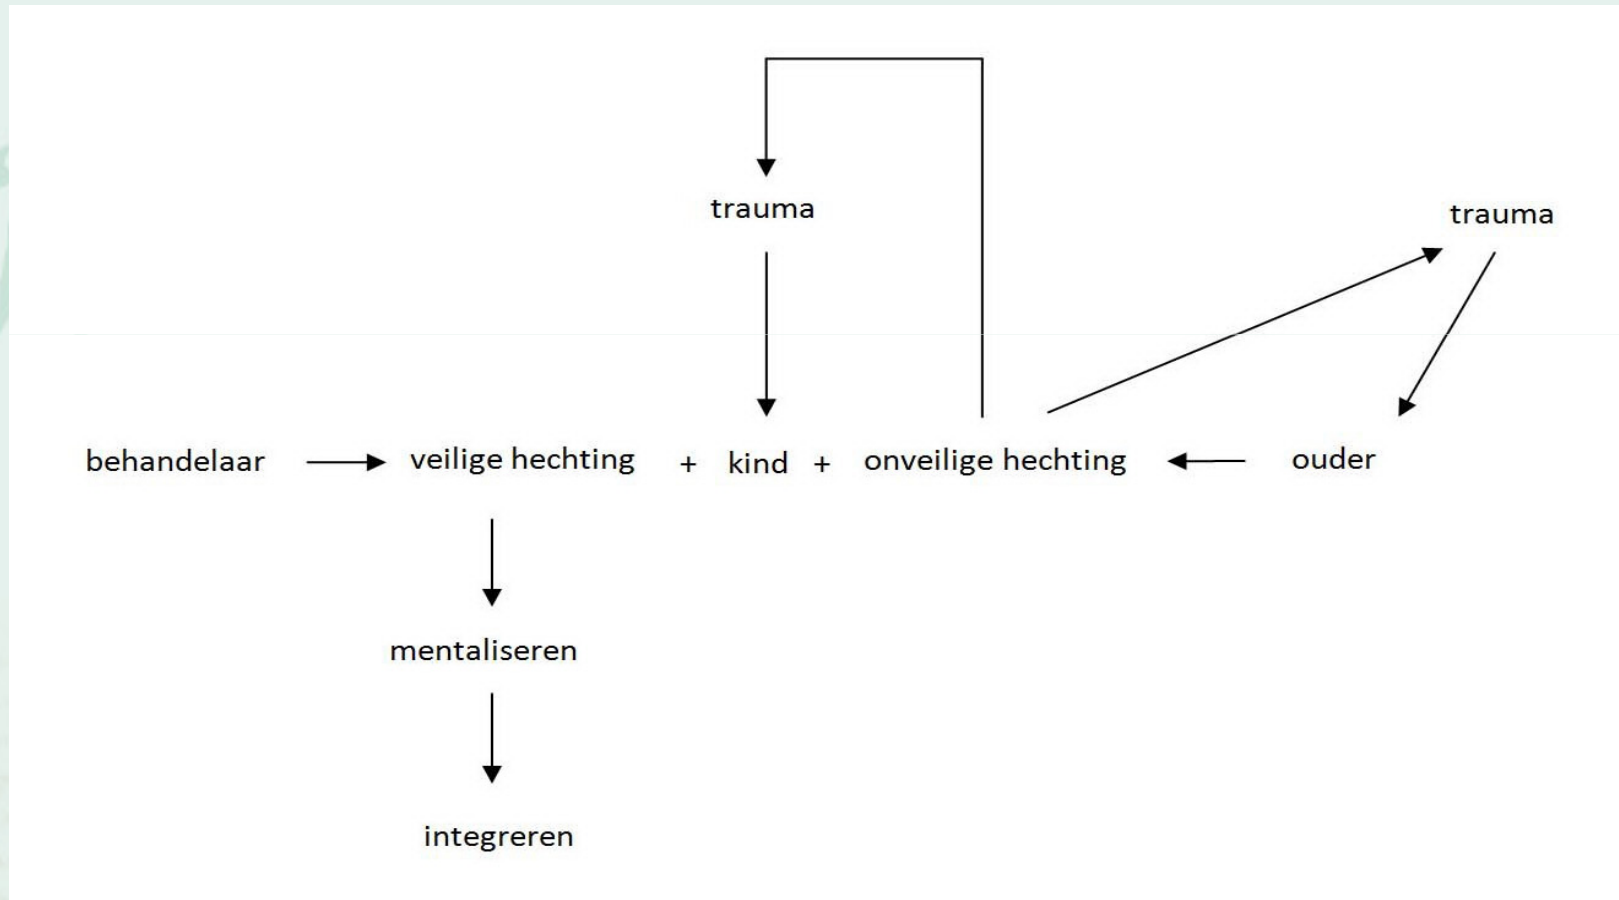 trauma
trauma
behandelaar veilige hechting + kind + onveilige hechting ouder
mentaliseren
integreren